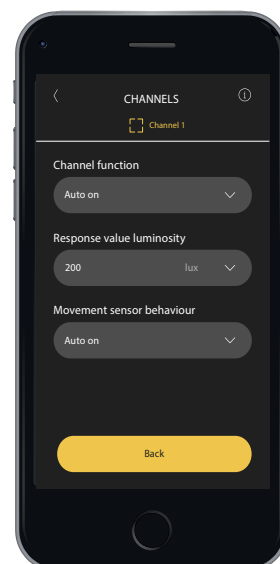 CHANNELS
Channel 1
Channel function
Auto on
Response value luminosity
200 lux
Movement sensor behaviour
Auto on
Back